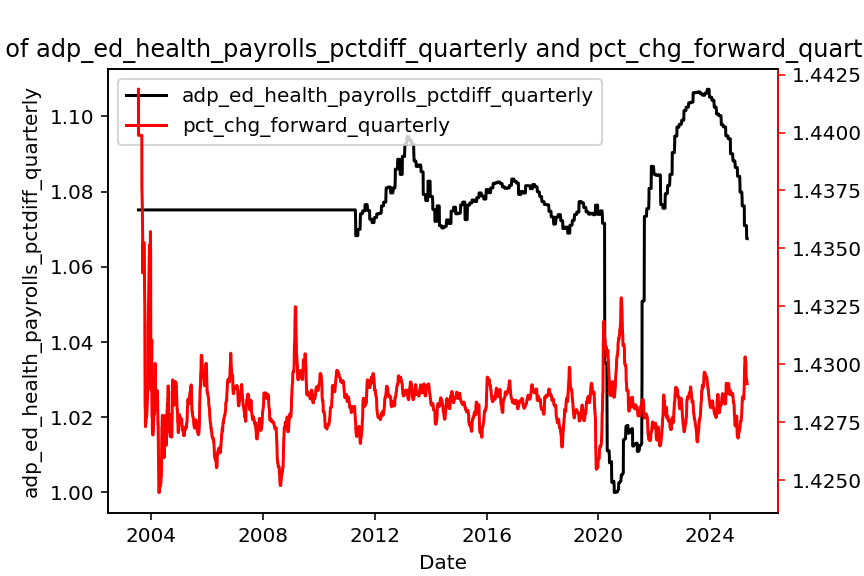 of adp_ed_health_payrolls_pctdiff_quarterly and pct_chg_forward_quart
adp_ed_health_payrolls_pctdiff_quarterly
pct_chg_forward_quarterly
adp_ed_health_payrolls_pctdiff_quarterly
1.10
1.08
1.06
1.04
1.02
1.00
1.4425
1.4400
1.4375
1.4350
1.4325
1.4300
1.4275
1.4250
2004 2008 2012 2016 2020 2024
Date